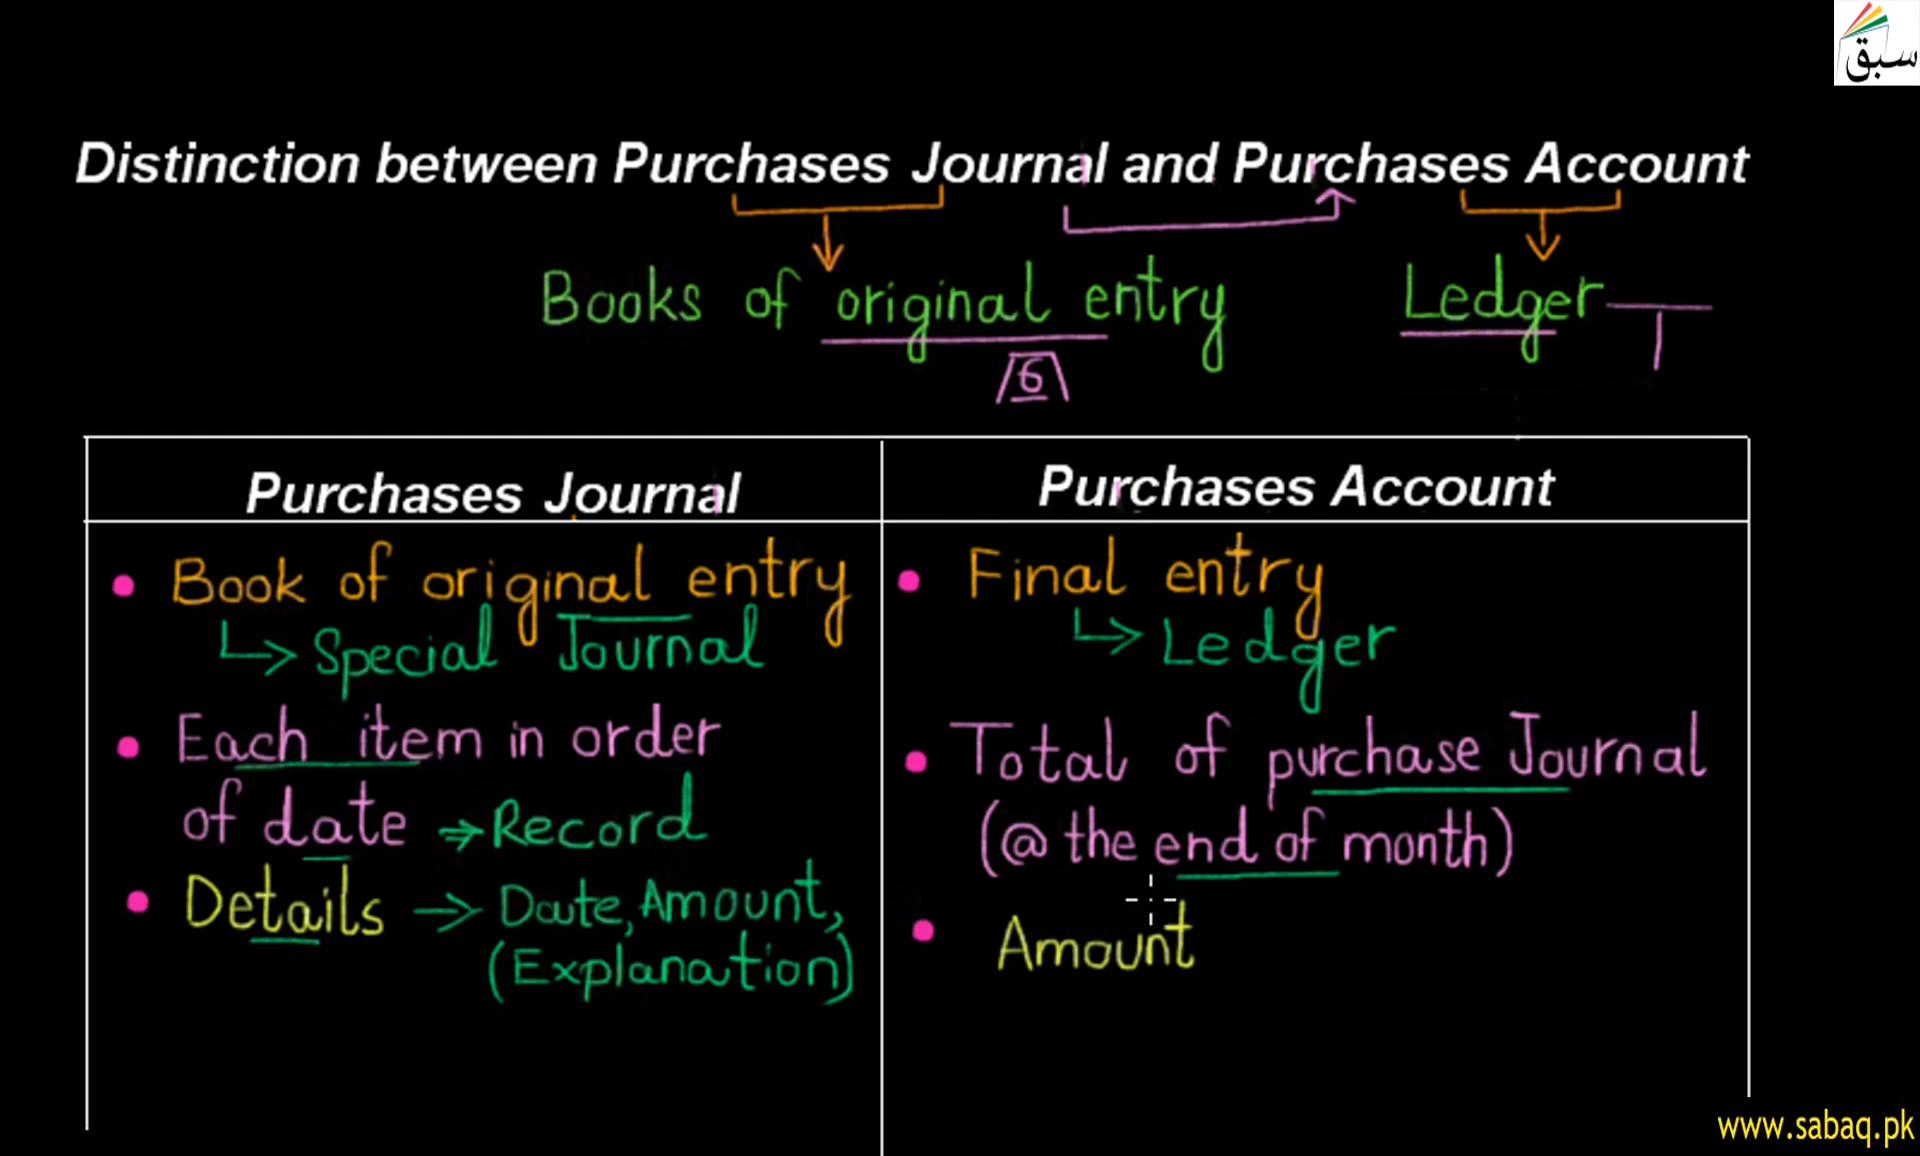 سبق
Distinction between Purchases Journal and Purchases Account
Books of original entry
Ledger
6
Purchases Journal
Purchases Account
• Book of original entry
↳ Special Journal
• Each item in order
of date → Record
• Details → Date, Amount,
(Explanation)
• Final entry
↳ Ledger
• Total of purchase Journal
(@ the end of month)
• Amount
www.sabaq.pk